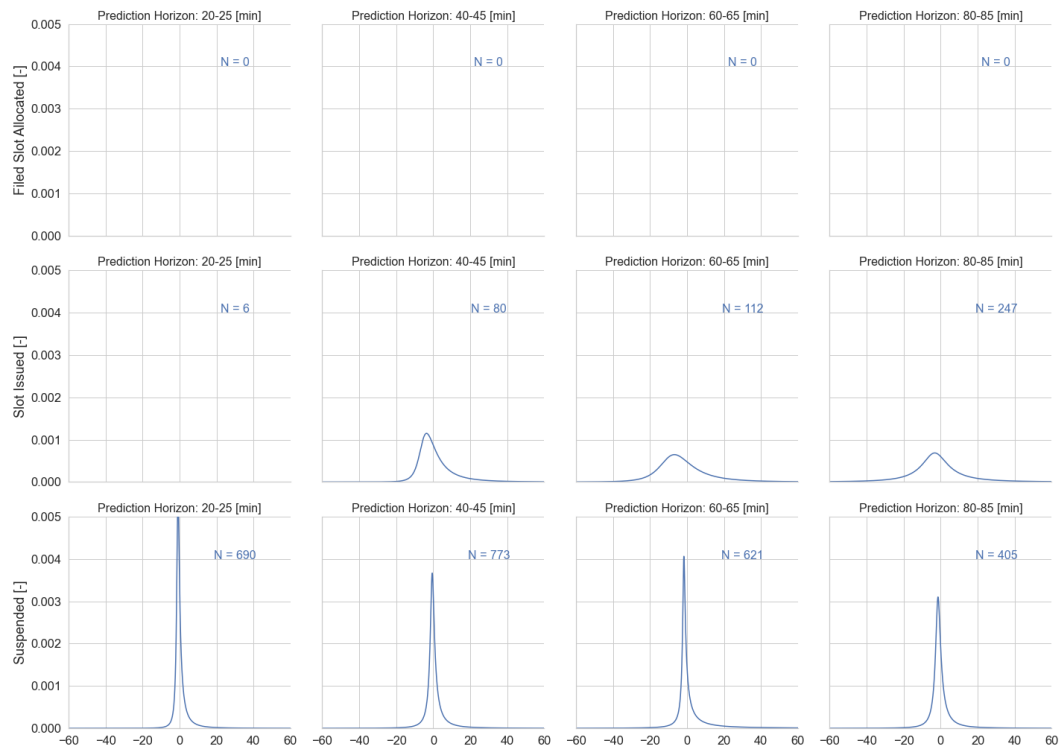 Prediction Horizon: 20-25 [min] Prediction Horizon: 40-45 [min] Prediction Horizon: 60-65 [min] Prediction Horizon: 80-85 [min]
Filed Slot Allocated [-]
0.005
0.004
0.003
0.002
0.001
0.000
N = 0 N = 0 N = 0 N = 0
Prediction Horizon: 20-25 [min] Prediction Horizon: 40-45 [min] Prediction Horizon: 60-65 [min] Prediction Horizon: 80-85 [min]
Slot Issued [-]
0.005
0.004
0.003
0.002
0.001
0.000
N = 6 N = 80 N = 112 N = 247
Prediction Horizon: 20-25 [min] Prediction Horizon: 40-45 [min] Prediction Horizon: 60-65 [min] Prediction Horizon: 80-85 [min]
Suspended [-]
0.005
0.004
0.003
0.002
0.001
0.000
N = 690 N = 773 N = 621 N = 405
−60 −40 −20 0 20 40 60 −60 −40 −20 0 20 40 60 −60 −40 −20 0 20 40 60 −60 −40 −20 0 20 40 60